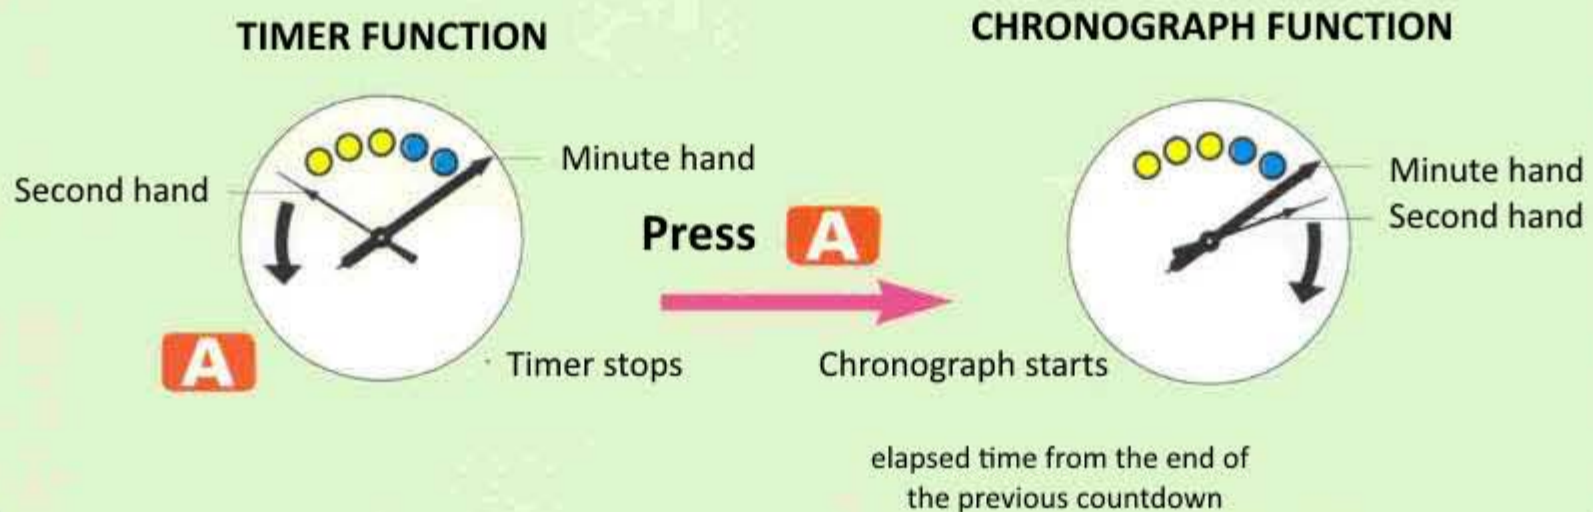 TIMER FUNCTION
CHRONOGRAPH FUNCTION
Second hand
Minute hand
Press A
Minute hand
Second hand
A
Timer stops
Chronograph starts
elapsed time from the end of
the previous countdown